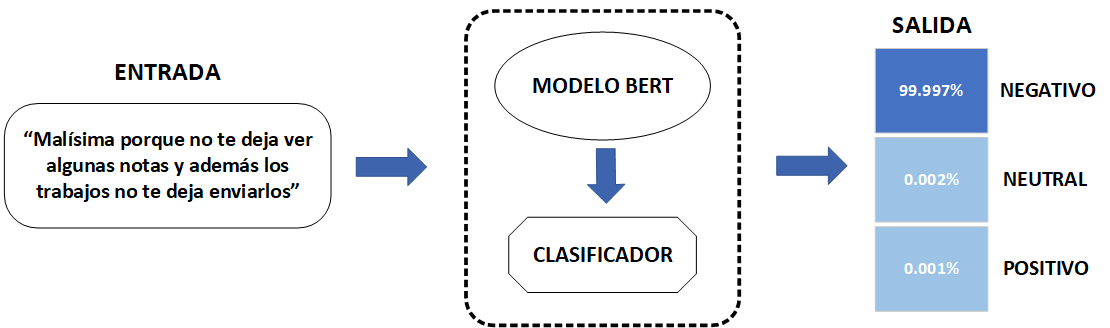 ENTRADA
“Malísima porque no te deja ver
algunas notas y además los
trabajos no te deja enviarlos”
MODELO BERT
CLASIFICADOR
SALIDA
99.997% NEGATIVO
0.002% NEUTRAL
0.001% POSITIVO